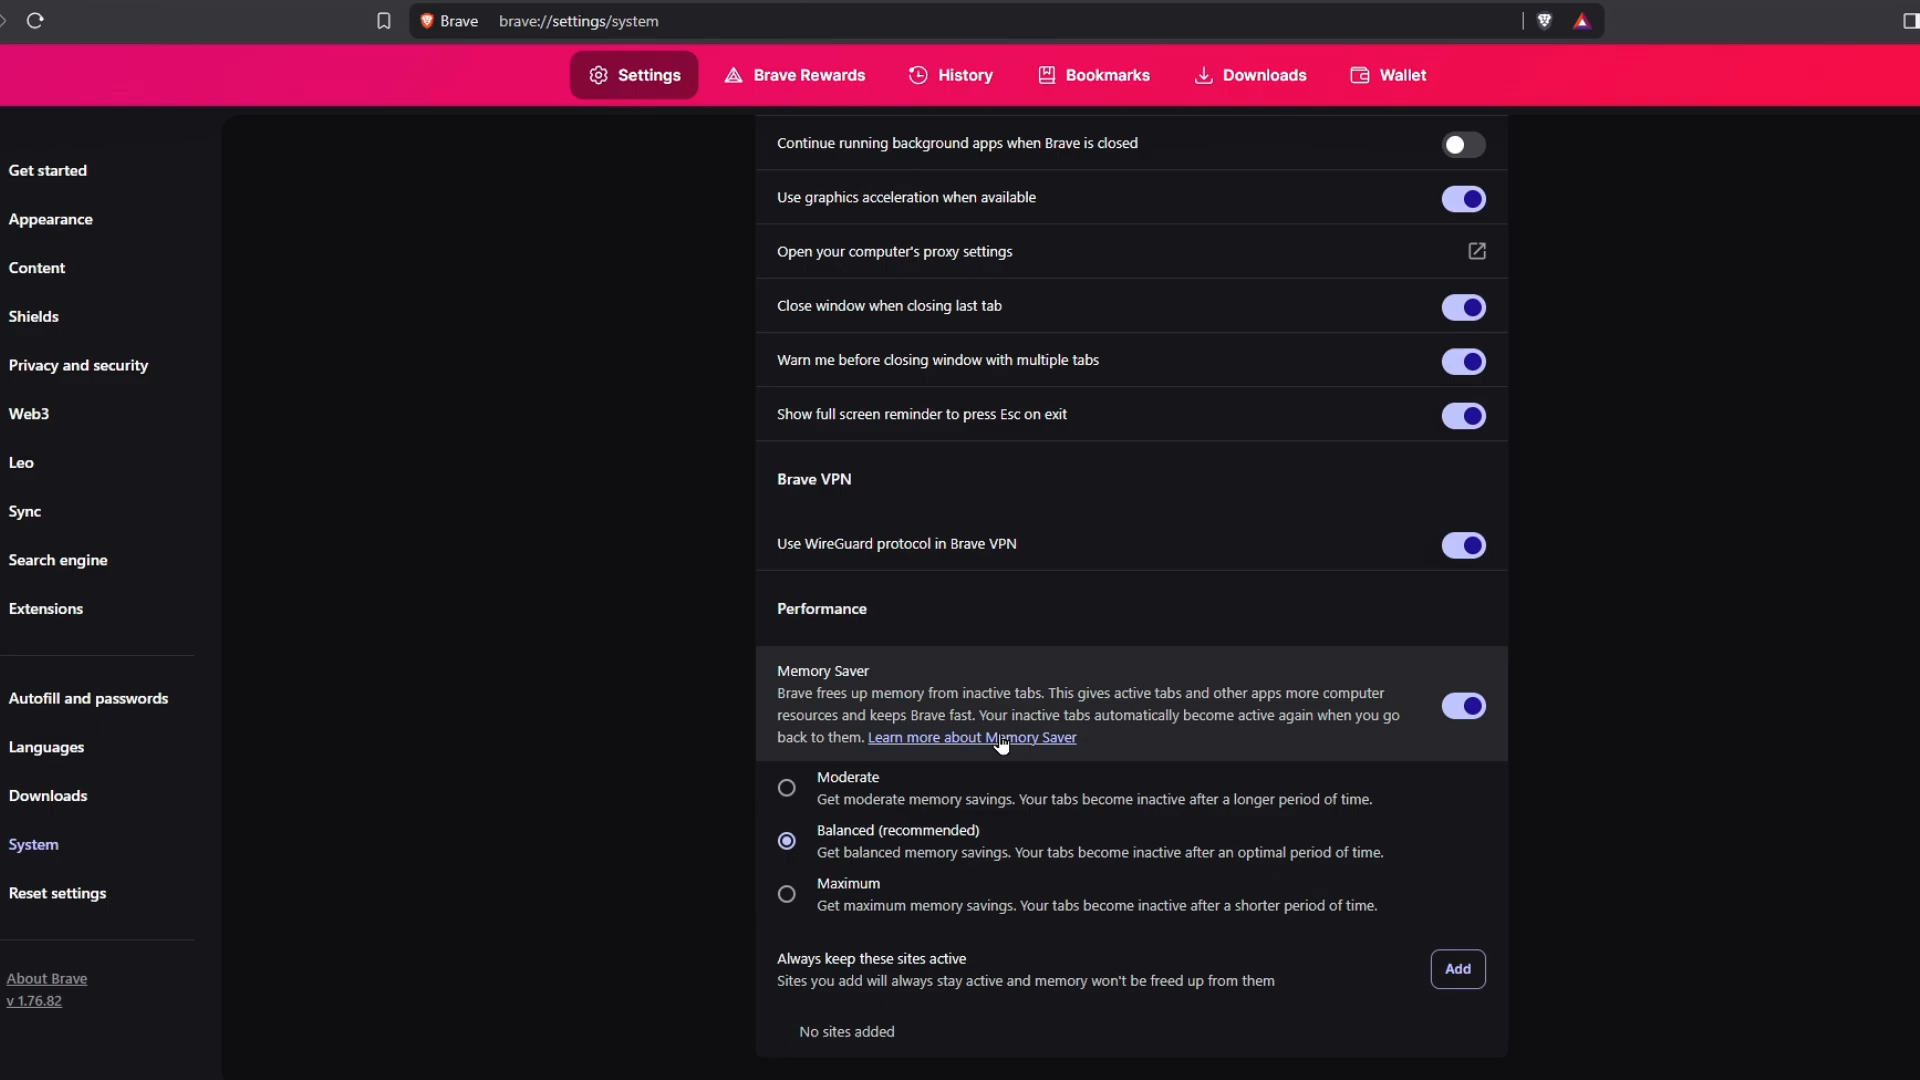 Brave brave://settings/system
Settings Brave Rewards History Bookmarks Downloads Wallet
Get started
Appearance
Content
Shields
Privacy and security
Web3
Leo
Sync
Search engine
Extensions
Autofill and passwords
Languages
Downloads
System
Reset settings
About Brave
v 1.76.82
Continue running background apps when Brave is closed
Use graphics acceleration when available
Open your computer's proxy settings
Close window when closing last tab
Warn me before closing window with multiple tabs
Show full screen reminder to press Esc on exit
Brave VPN
Use WireGuard protocol in Brave VPN
Performance
Memory Saver
Brave frees up memory from inactive tabs. This gives active tabs and other apps more computer
resources and keeps Brave fast. Your inactive tabs automatically become active again when you go
back to them. Learn more about Memory Saver
Moderate
Get moderate memory savings. Your tabs become inactive after a longer period of time.
Balanced (recommended)
Get balanced memory savings. Your tabs become inactive after an optimal period of time.
Maximum
Get maximum memory savings. Your tabs become inactive after a shorter period of time.
Always keep these sites active
Sites you add will always stay active and memory won't be freed up from them
Add
No sites added